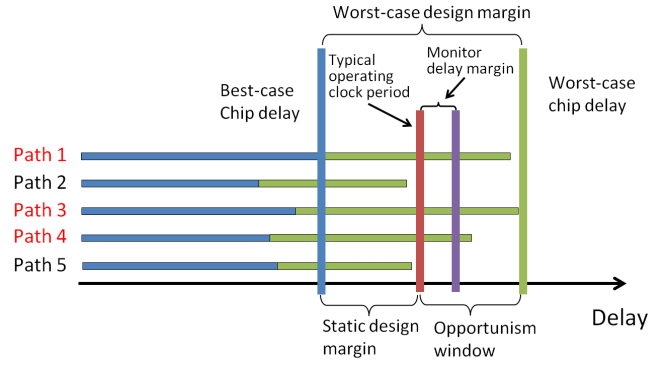 Worst-case design margin
Typical
operating
clock period
Monitor
delay margin
Best-case
Chip delay
Worst-case
chip delay
Path 1
Path 2
Path 3
Path 4
Path 5
Delay
Static design
margin
Opportunism
window